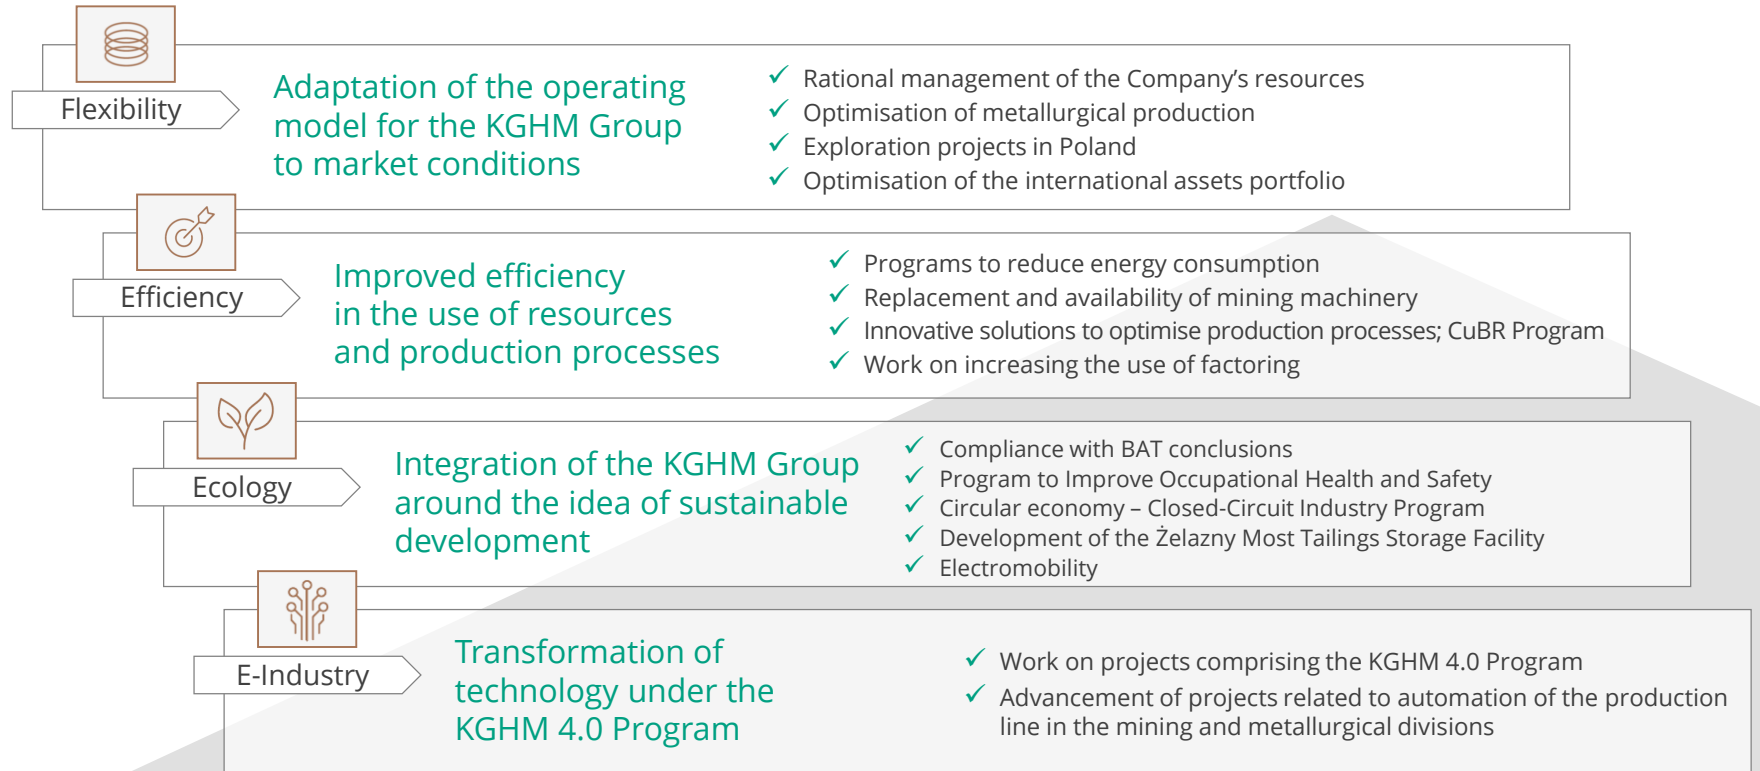 Flexibility
Adaptation of the operating
model for the KGHM Group
to market conditions
Rational management of the Company's resources
Optimisation of metallurgical production
Exploration projects in Poland
Optimisation of the international assets portfolio
Efficiency
Improved efficiency
in the use of resources
and production processes
Programs to reduce energy consumption
Replacement and availability of mining machinery
Innovative solutions to optimise production processes; CuBR Program
Work on increasing the use of factoring
Ecology
Integration of the KGHM Group
around the idea of sustainable
development
Compliance with BAT conclusions
Program to Improve Occupational Health and Safety
Circular economy – Closed-Circuit Industry Program
Development of the Żelazny Most Tailings Storage Facility
Electromobility
E-Industry
Transformation of
technology under the
KGHM 4.0 Program
Work on projects comprising the KGHM 4.0 Program
Advancement of projects related to automation of the production
line in the mining and metallurgical divisions